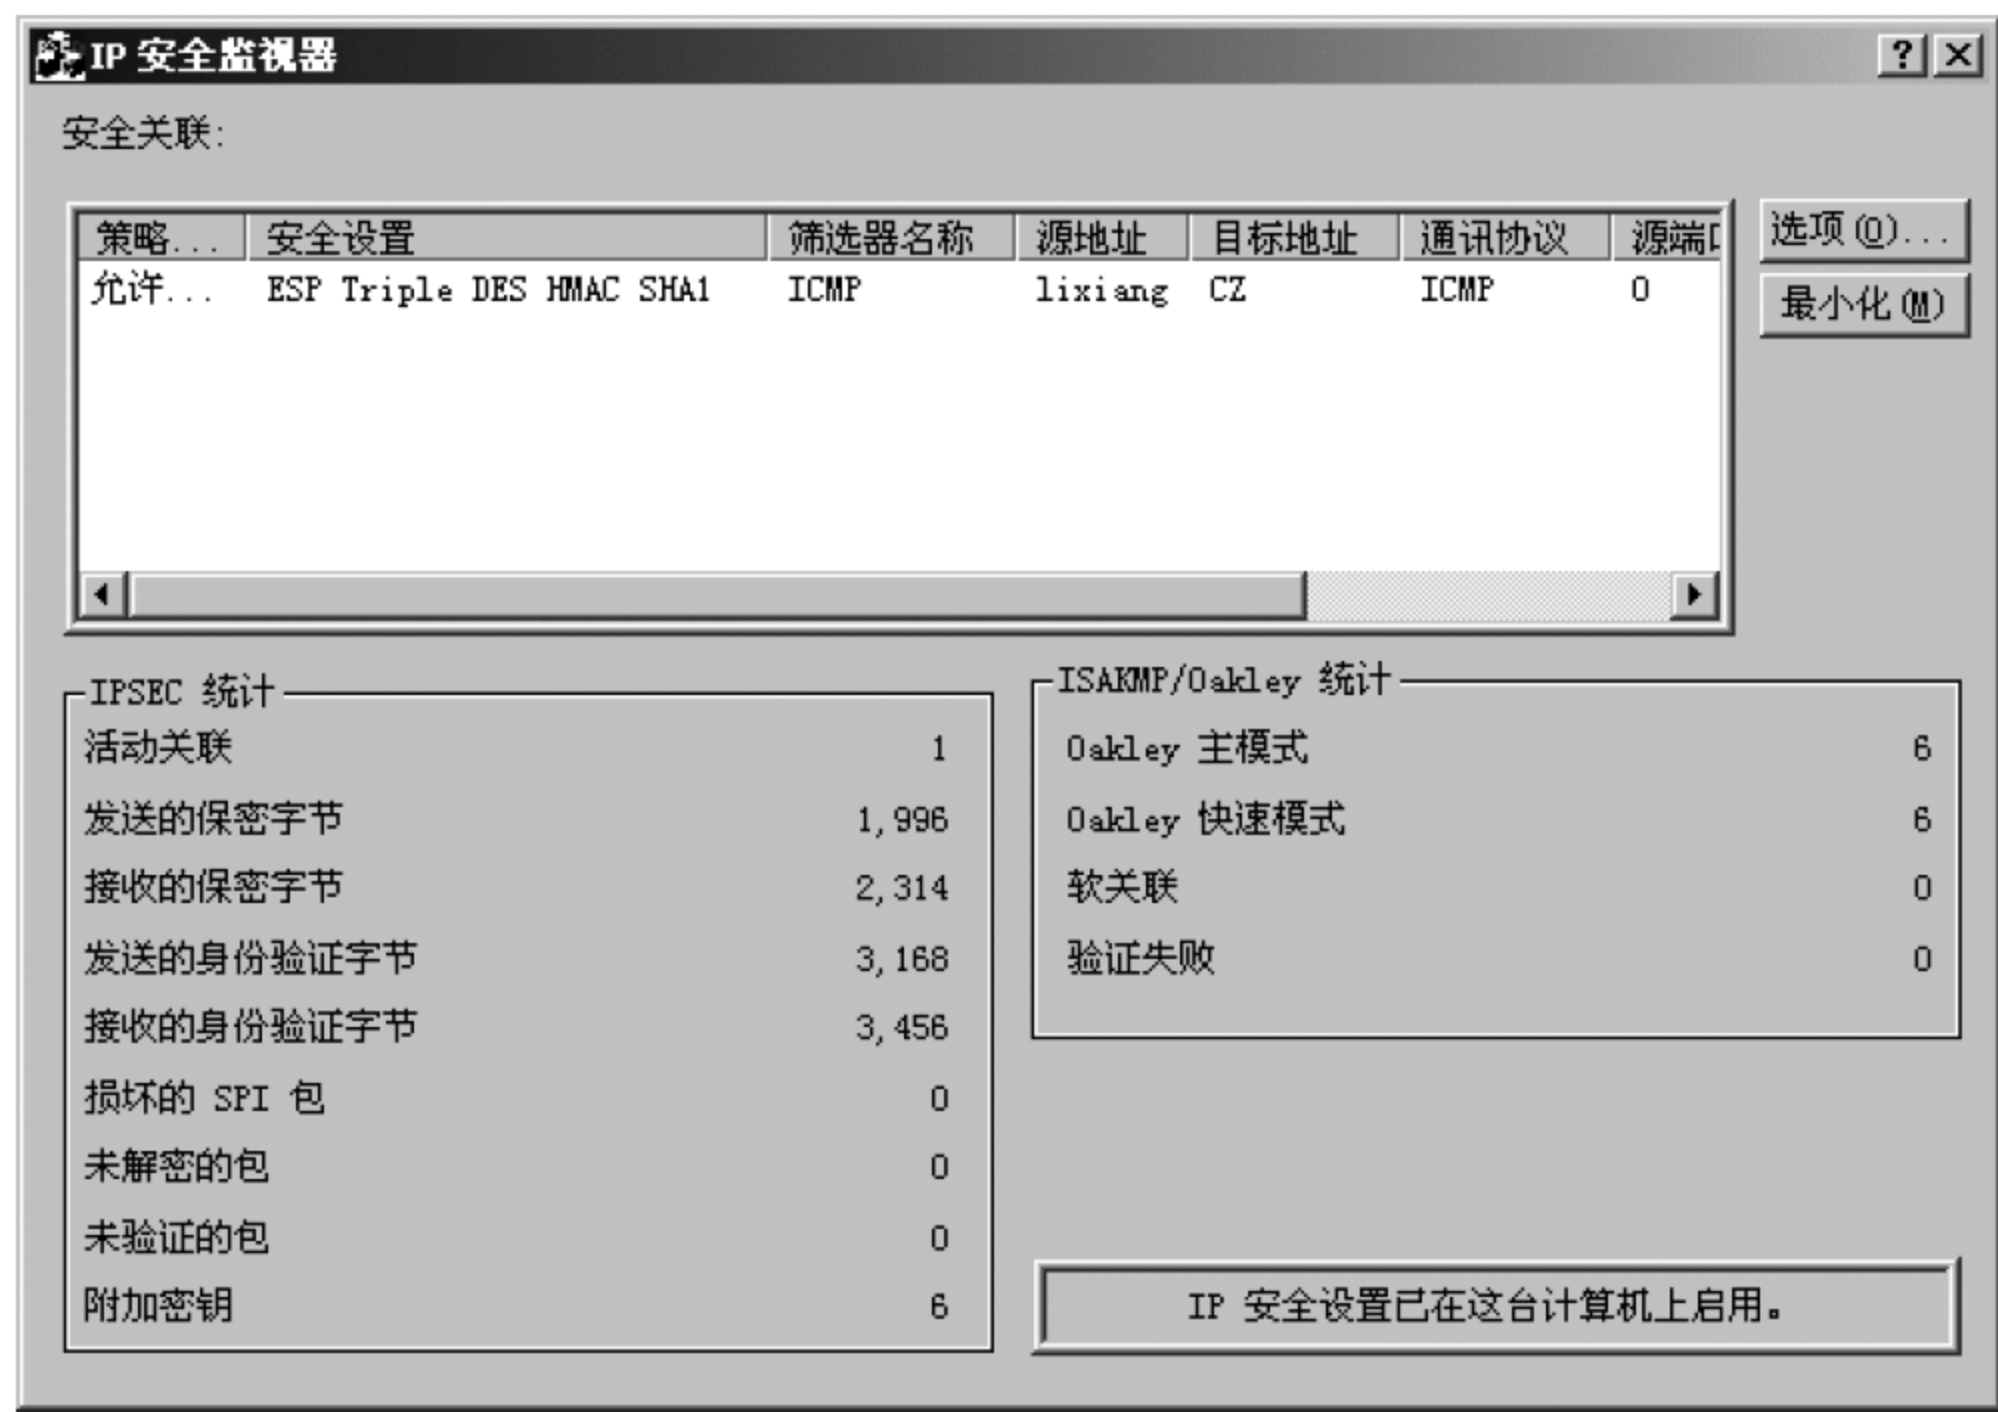 IP 安全监视器
安全关联:
策略... 安全设置 筛选器名称 源地址 目标地址 通讯协议 源端口
允许... ESP Triple DES HMAC SHA1 ICMP lixiang CZ ICMP 0
选项(O)...
最小化(M)
IPSEC 统计
活动关联 1
发送的保密字节 1,996
接收的保密字节 2,314
发送的身份验证字节 3,168
接收的身份验证字节 3,456
损坏的 SPI 包 0
未解密的包 0
未验证的包 0
附加密钥 6
ISAKMP/Oakley 统计
Oakley 主模式 6
Oakley 快速模式 6
软关联 0
验证失败 0
IP 安全设置已在这台计算机上启用。